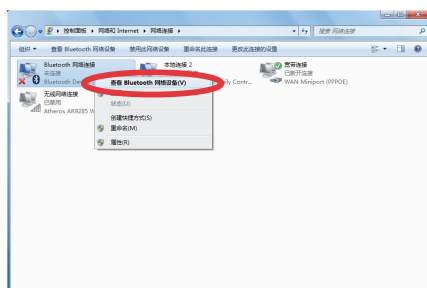 控制面板 ▸ 网络和 Internet ▸ 网络连接 ▸
搜索 网络连接
组织 ▾ 查看 Bluetooth 网络设备 禁用此网络设备 重命名此连接 更改此连接的设置
Bluetooth 网络连接
未连接
Bluetooth Dev
本地连接 2
ily Contr...
宽带连接
已断开连接
WAN Miniport (PPPOE)
无线网络连接
已禁用
Atheros AR9285 W
查看 Bluetooth 网络设备(V)
状态(U)
创建快捷方式(S)
重命名(M)
属性(R)